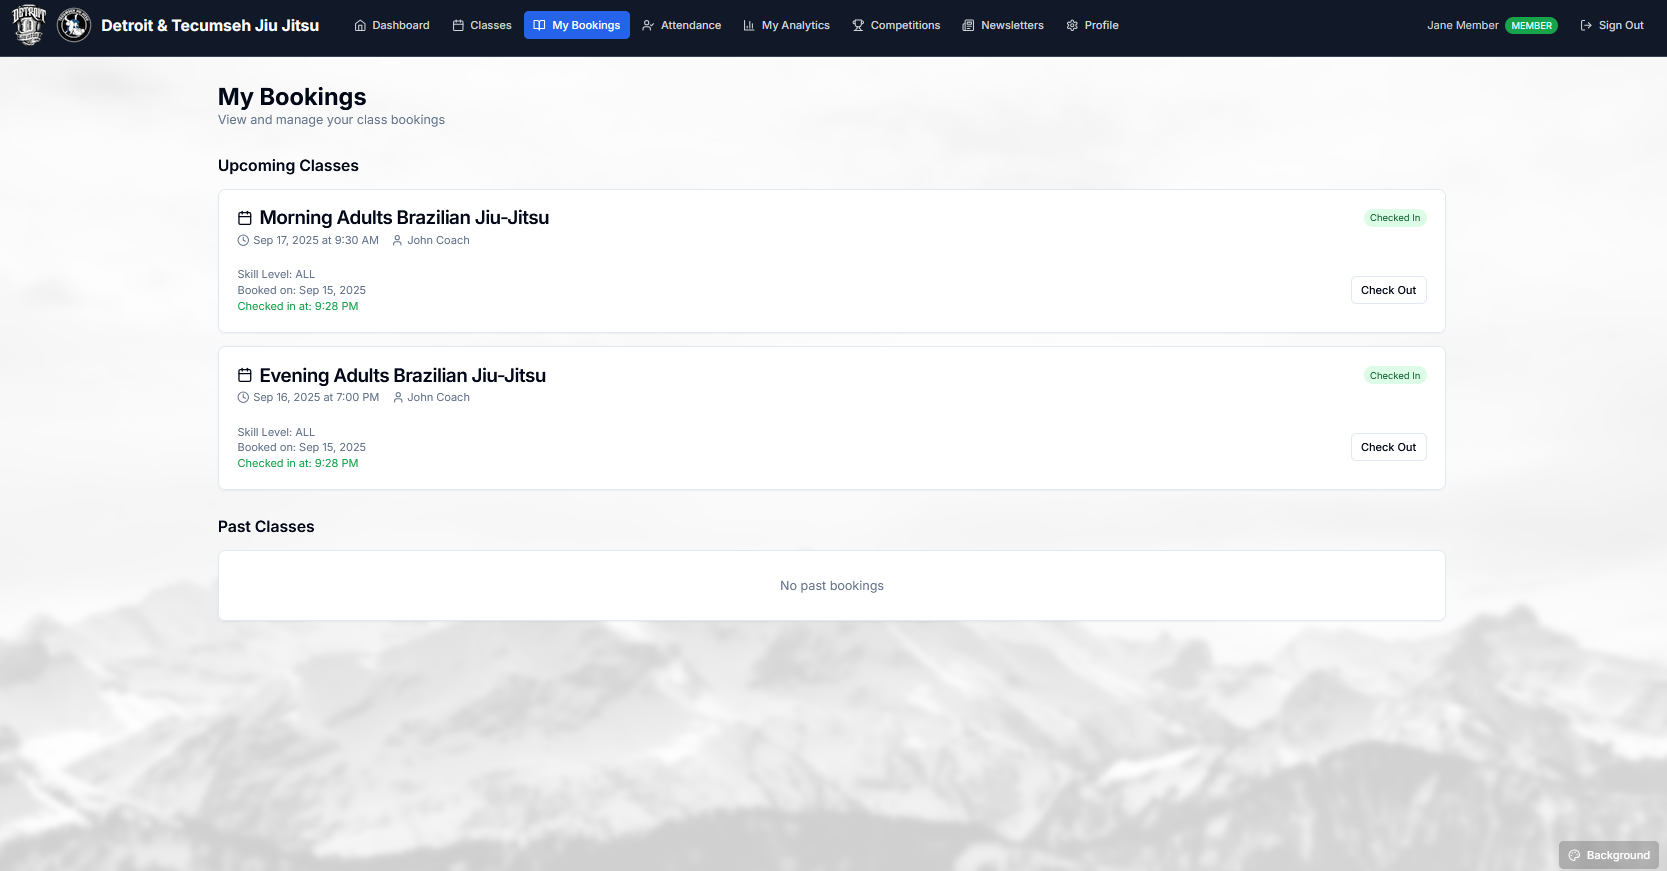 DETROIT
Detroit & Tecumseh Jiu Jitsu
Dashboard
Classes
My Bookings
Attendance
My Analytics
Competitions
Newsletters
Profile
Jane Member
MEMBER
Sign Out
My Bookings
View and manage your class bookings
Upcoming Classes
Morning Adults Brazilian Jiu-Jitsu
Checked In
Sep 17, 2025 at 9:30 AM
John Coach
Skill Level: ALL
Booked on: Sep 15, 2025
Checked in at: 9:28 PM
Check Out
Evening Adults Brazilian Jiu-Jitsu
Checked In
Sep 16, 2025 at 7:00 PM
John Coach
Skill Level: ALL
Booked on: Sep 15, 2025
Checked in at: 9:28 PM
Check Out
Past Classes
No past bookings
Background